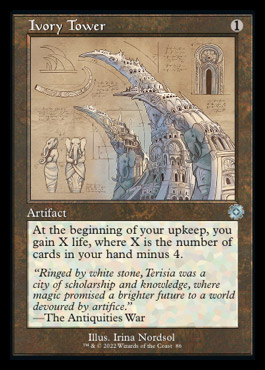 Ivory Tower 1
Artifact
At the beginning of your upkeep, you
gain X life, where X is the number of
cards in your hand minus 4.
“Ringed by white stone, Terisia was a
city of scholarship and knowledge, where
magic promised a brighter future to a world
devoured by artifice.”
—The Antiquities War
Illus. Irina Nordsol
™ & © 2022 Wizards of the Coast 86